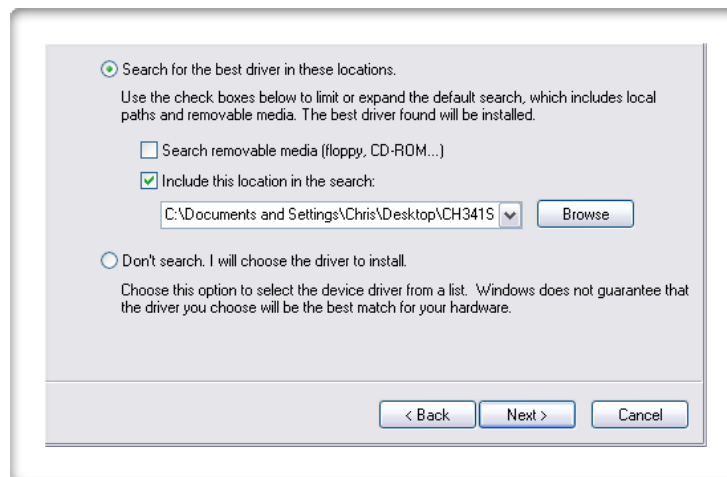 Search for the best driver in these locations.
Use the check boxes below to limit or expand the default search, which includes local
paths and removable media. The best driver found will be installed.
Search removable media (floppy, CD-ROM...)
Include this location in the search:
C:\Documents and Settings\Chris\Desktop\CH341S
Browse
Don't search. I will choose the driver to install.
Choose this option to select the device driver from a list. Windows does not guarantee that
the driver you choose will be the best match for your hardware.
< Back
Next >
Cancel